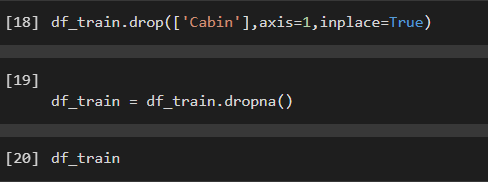 [18] df_train.drop(['Cabin'],axis=1,inplace=True)
[19]
df_train = df_train.dropna()
[20] df_train